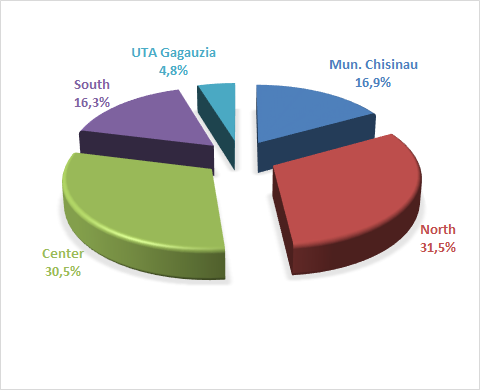 UTA Gagauzia
4,8%
Mun. Chisinau
16,9%
South
16,3%
North
31,5%
Center
30,5%